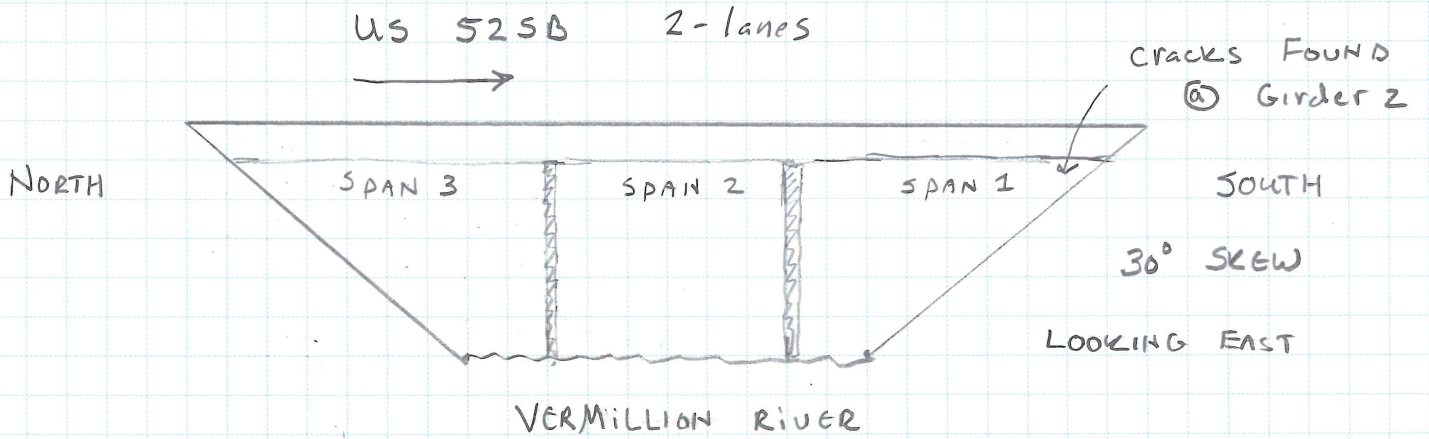 US 52SB 2-lanes
Cracks FOUND
@ Girder 2
NORTH
SPAN 3
SPAN 2
SPAN 1
SOUTH
30° SKEW
LOOKING EAST
VERMILLION RIVER